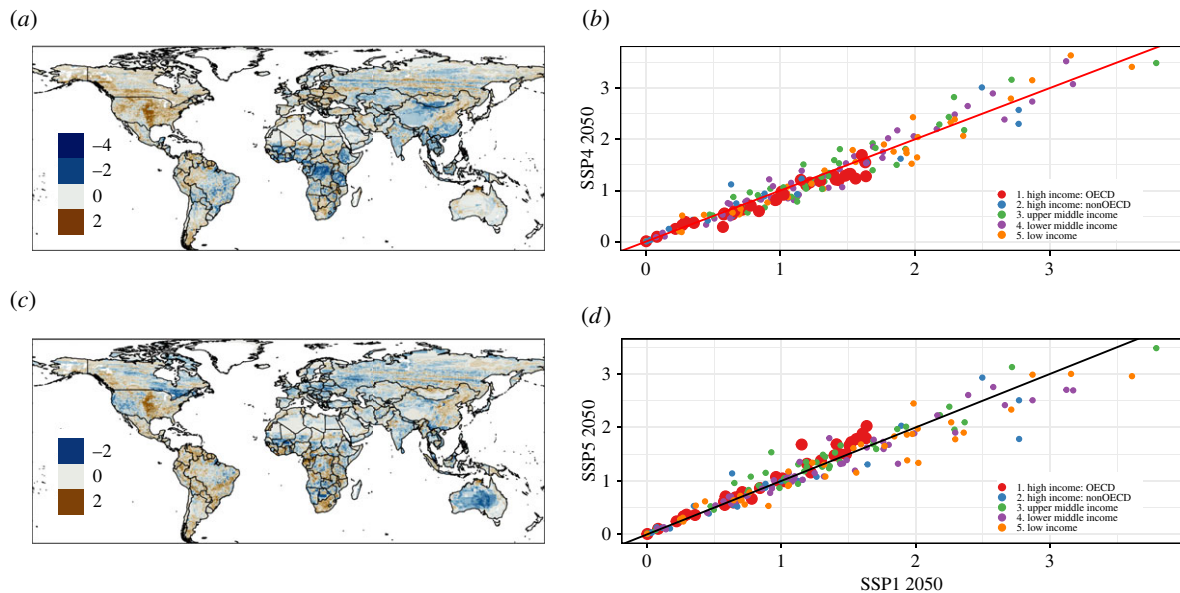 (a)
–4
–2
0
2
(b)
SSP4 2050
3
2
1
0
1. high income: OECD
2. high income: nonOECD
3. upper middle income
4. lower middle income
5. low income
0 1 2 3
(c)
–2
0
2
(d)
SSP5 2050
3
2
1
0
1. high income: OECD
2. high income: nonOECD
3. upper middle income
4. lower middle income
5. low income
0 1 2 3
SSP1 2050